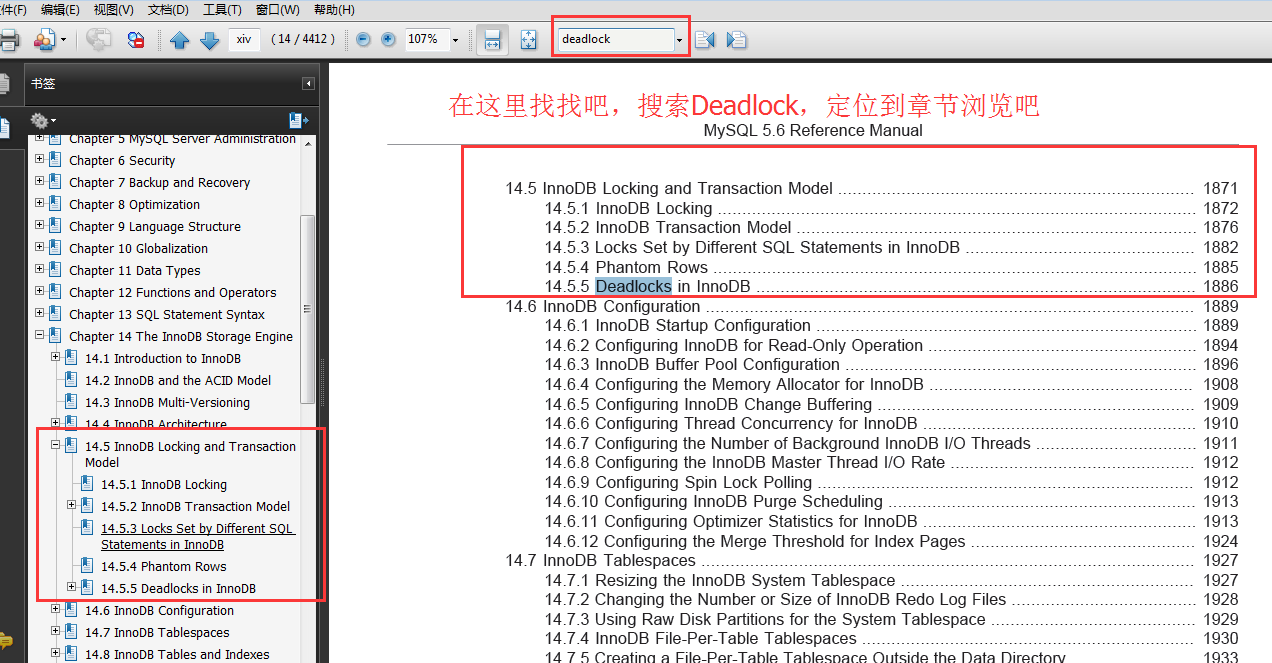 件(F) 编辑(E) 视图(V) 文档(D) 工具(T) 窗口(W) 帮助(H)
xiv (14 / 4412) 107% deadlock
书签
Chapter 5 MySQL Server Administration
Chapter 6 Security
Chapter 7 Backup and Recovery
Chapter 8 Optimization
Chapter 9 Language Structure
Chapter 10 Globalization
Chapter 11 Data Types
Chapter 12 Functions and Operators
Chapter 13 SQL Statement Syntax
Chapter 14 The InnoDB Storage Engine
14.1 Introduction to InnoDB
14.2 InnoDB and the ACID Model
14.3 InnoDB Multi-Versioning
14.4 InnoDB Architecture
14.5 InnoDB Locking and Transaction
Model
14.5.1 InnoDB Locking
14.5.2 InnoDB Transaction Model
14.5.3 Locks Set by Different SQL
Statements in InnoDB
14.5.4 Phantom Rows
14.5.5 Deadlocks in InnoDB
14.6 InnoDB Configuration
14.7 InnoDB Tablespaces
14.8 InnoDB Tables and Indexes
在这里找找吧，搜索Deadlock，定位到章节浏览吧
MySQL 5.6 Reference Manual
14.5 InnoDB Locking and Transaction Model 1871
14.5.1 InnoDB Locking 1872
14.5.2 InnoDB Transaction Model 1876
14.5.3 Locks Set by Different SQL Statements in InnoDB 1882
14.5.4 Phantom Rows 1885
14.5.5 Deadlocks in InnoDB 1886
14.6 InnoDB Configuration 1889
14.6.1 InnoDB Startup Configuration 1889
14.6.2 Configuring InnoDB for Read-Only Operation 1894
14.6.3 InnoDB Buffer Pool Configuration 1896
14.6.4 Configuring the Memory Allocator for InnoDB 1908
14.6.5 Configuring InnoDB Change Buffering 1909
14.6.6 Configuring Thread Concurrency for InnoDB 1910
14.6.7 Configuring the Number of Background InnoDB I/O Threads 1911
14.6.8 Configuring the InnoDB Master Thread I/O Rate 1912
14.6.9 Configuring Spin Lock Polling 1912
14.6.10 Configuring InnoDB Purge Scheduling 1913
14.6.11 Configuring Optimizer Statistics for InnoDB 1913
14.6.12 Configuring the Merge Threshold for Index Pages 1924
14.7 InnoDB Tablespaces 1927
14.7.1 Resizing the InnoDB System Tablespace 1927
14.7.2 Changing the Number or Size of InnoDB Redo Log Files 1928
14.7.3 Using Raw Disk Partitions for the System Tablespace 1929
14.7.4 InnoDB File-Per-Table Tablespaces 1930
14.7.5 Creating a File-Per-Table Tablespace Outside the Data Directory 1933